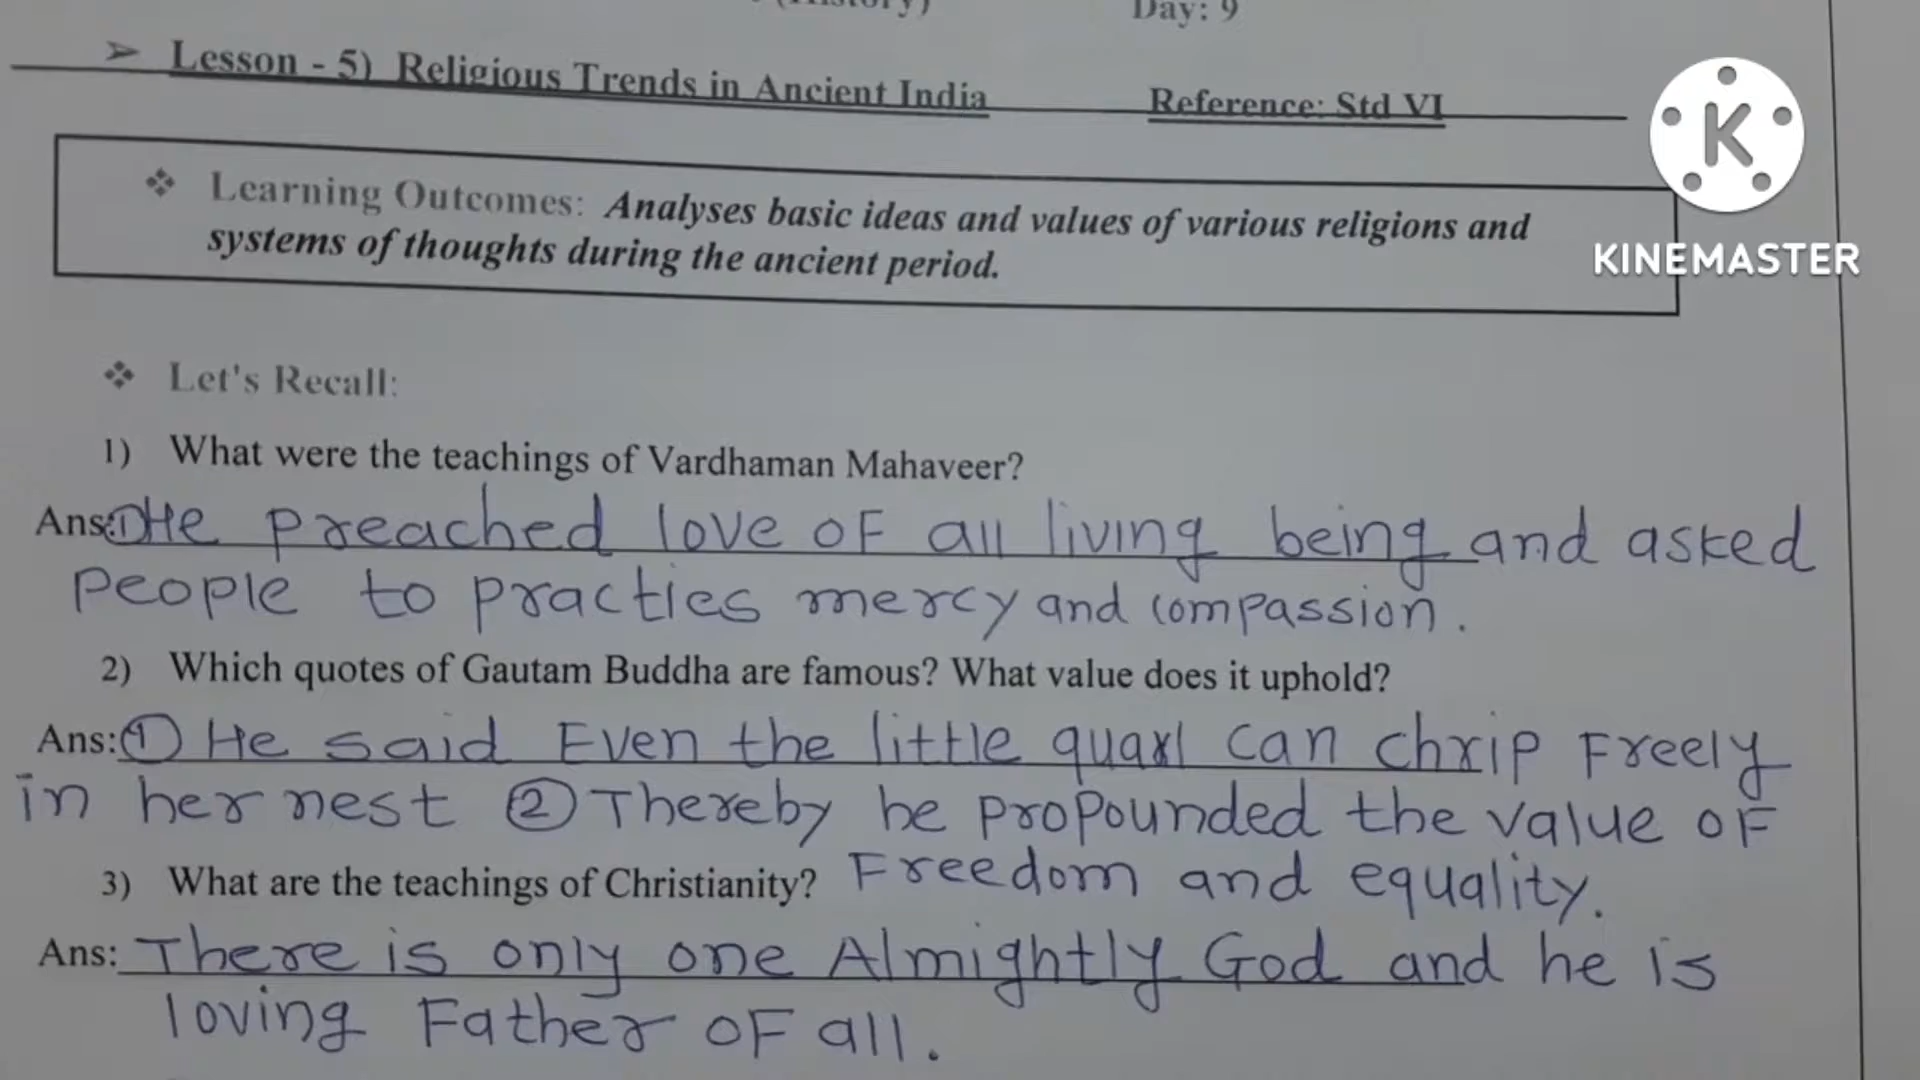 (History)
Day: 9
➢ Lesson - 5) Religious Trends in Ancient India
Reference: Std VI
K
KINEMASTER
❖ Learning Outcomes: Analyses basic ideas and values of various religions and
systems of thoughts during the ancient period.
❖ Let's Recall:
1) What were the teachings of Vardhaman Mahaveer?
Ans:① He preached love of all living being and asked
people to practies mercy and compassion.
2) Which quotes of Gautam Buddha are famous? What value does it uphold?
Ans:① He said Even the little quarl can chrip Freely
in her nest ② Thereby he propounded the value of
Freedom and equality.
3) What are the teachings of Christianity?
Ans: There is only one Almightly God and he is
loving Father of all.